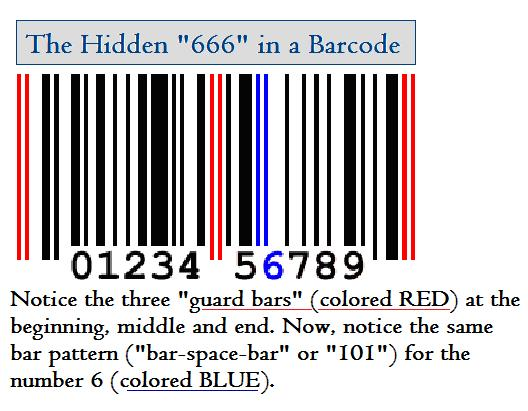 The Hidden "666" in a Barcode
01234 56789
Notice the three "guard bars" (colored RED) at the
beginning, middle and end. Now, notice the same
bar pattern ("bar-space-bar" or "101") for the
number 6 (colored BLUE).